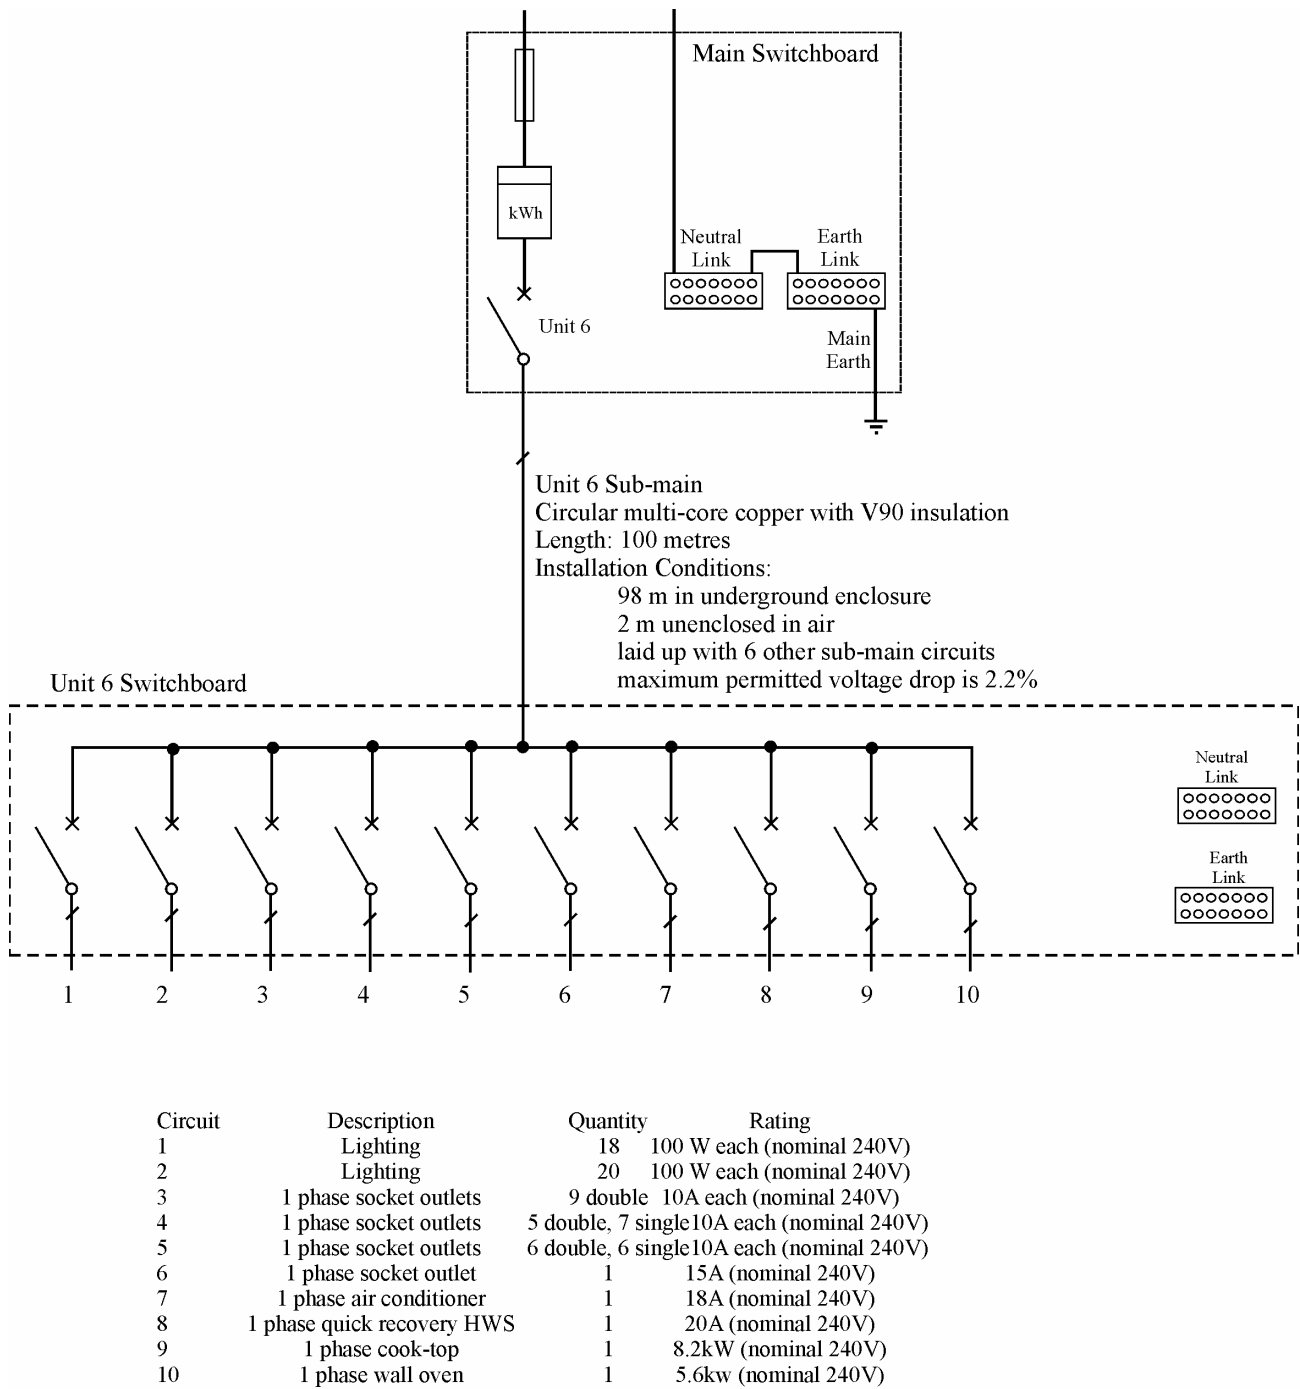 Main Switchboard
kWh
Neutral
Link
Earth
Link
Unit 6
Main
Earth
Unit 6 Sub-main
Circular multi-core copper with V90 insulation
Length: 100 metres
Installation Conditions:
98 m in underground enclosure
2 m unenclosed in air
laid up with 6 other sub-main circuits
maximum permitted voltage drop is 2.2%
Unit 6 Switchboard
Neutral
Link
Earth
Link
1 2 3 4 5 6 7 8 9 10
Circuit Description Quantity Rating
1 Lighting 18 100 W each (nominal 240V)
2 Lighting 20 100 W each (nominal 240V)
3 1 phase socket outlets 9 double 10A each (nominal 240V)
4 1 phase socket outlets 5 double, 7 single10A each (nominal 240V)
5 1 phase socket outlets 6 double, 6 single10A each (nominal 240V)
6 1 phase socket outlet 1 15A (nominal 240V)
7 1 phase air conditioner 1 18A (nominal 240V)
8 1 phase quick recovery HWS 1 20A (nominal 240V)
9 1 phase cook-top 1 8.2kW (nominal 240V)
10 1 phase wall oven 1 5.6kw (nominal 240V)